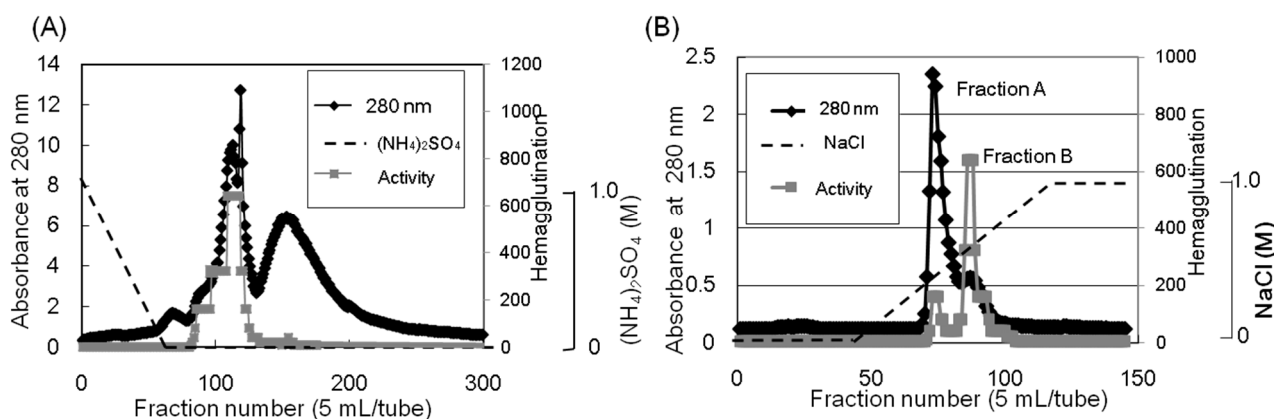 (A)
14
12
10
8
6
4
2
0
Absorbance at 280 nm
280 nm
(NH₄)₂SO₄
Activity
1200
1000
800
600
400
200
0
Hemagglutination
1.0
0
(NH₄)₂SO₄ (M)
0
100
200
300
Fraction number (5 mL/tube)
(B)
2.5
2
1.5
1
0.5
0
Absorbance at 280 nm
280 nm
NaCl
Activity
Fraction A
Fraction B
1000
800
600
400
200
0
Hemagglutination
1.0
0
NaCl (M)
0
50
100
150
Fraction number (5 mL/tube)